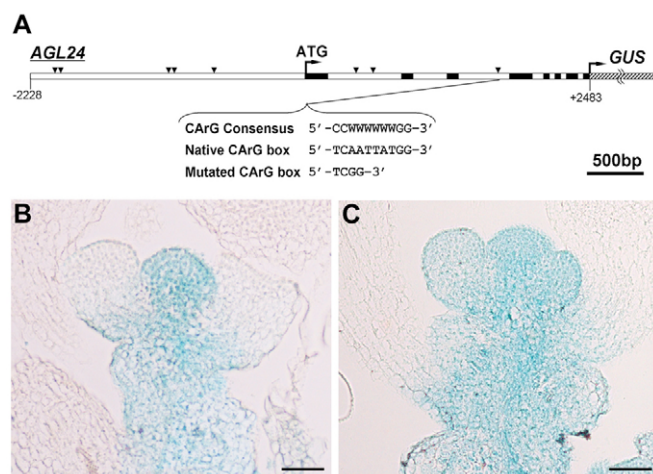 A
AGL24
ATG
GUS
-2228
+2483
CArG Consensus 5'-CCWWWWWWGG-3'
Native CArG box 5'-TCAATTATGG-3'
Mutated CArG box 5'-TCGG-3'
500bp
B
C